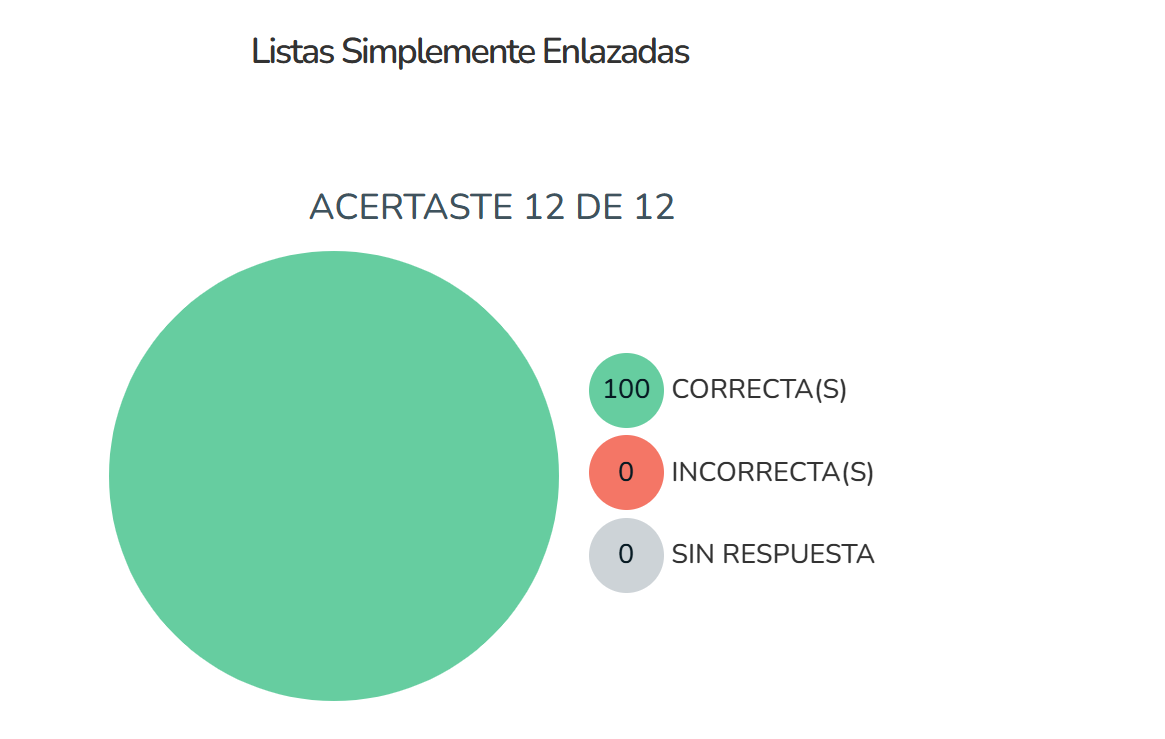 Listas Simplemente Enlazadas
ACERTASTE 12 DE 12
100 CORRECTA(S)
0 INCORRECTA(S)
0 SIN RESPUESTA